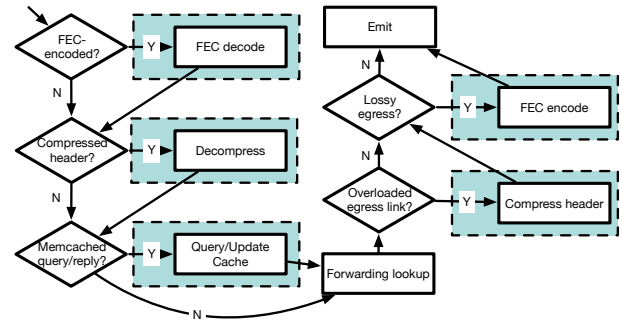 FEC-
encoded?
Y
FEC decode
N
Compressed
header?
Y
Decompress
N
Memcached
query/reply?
Y
Query/Update
Cache
N
Forwarding lookup
Overloaded
egress link?
Y
Compress header
N
Lossy
egress?
Y
FEC encode
N
Emit